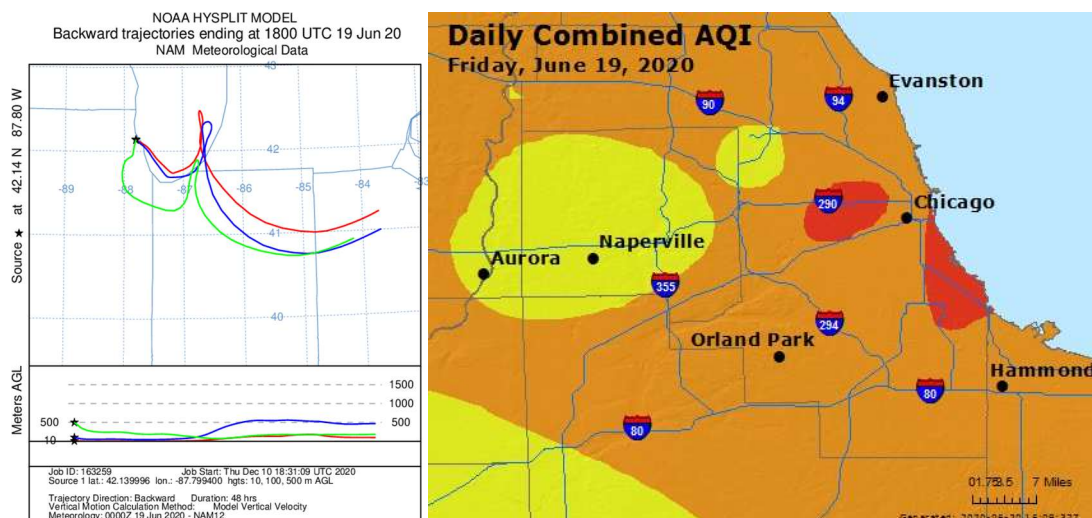 NOAA HYSPLIT MODEL
Backward trajectories ending at 1800 UTC 19 Jun 20
NAM Meteorological Data
Source ★ at 42.14 N 87.80 W
43
42
41
40
-89
-88
-87
-86
-85
-84
-83
Meters AGL
1500
1000
500
500
10
Job ID: 163259 Job Start: Thu Dec 10 18:31:09 UTC 2020
Source 1 lat.: 42.139996 lon.: -87.799400 hgts: 10, 100, 500 m AGL
Trajectory Direction: Backward Duration: 48 hrs
Vertical Motion Calculation Method: Model Vertical Velocity
Meteorology: 0000Z 19 Jun 2020 - NAM12
Daily Combined AQI
Friday, June 19, 2020
Evanston
90
94
290
Chicago
Naperville
Aurora
355
294
Orland Park
Hammond
80
80
7 Miles